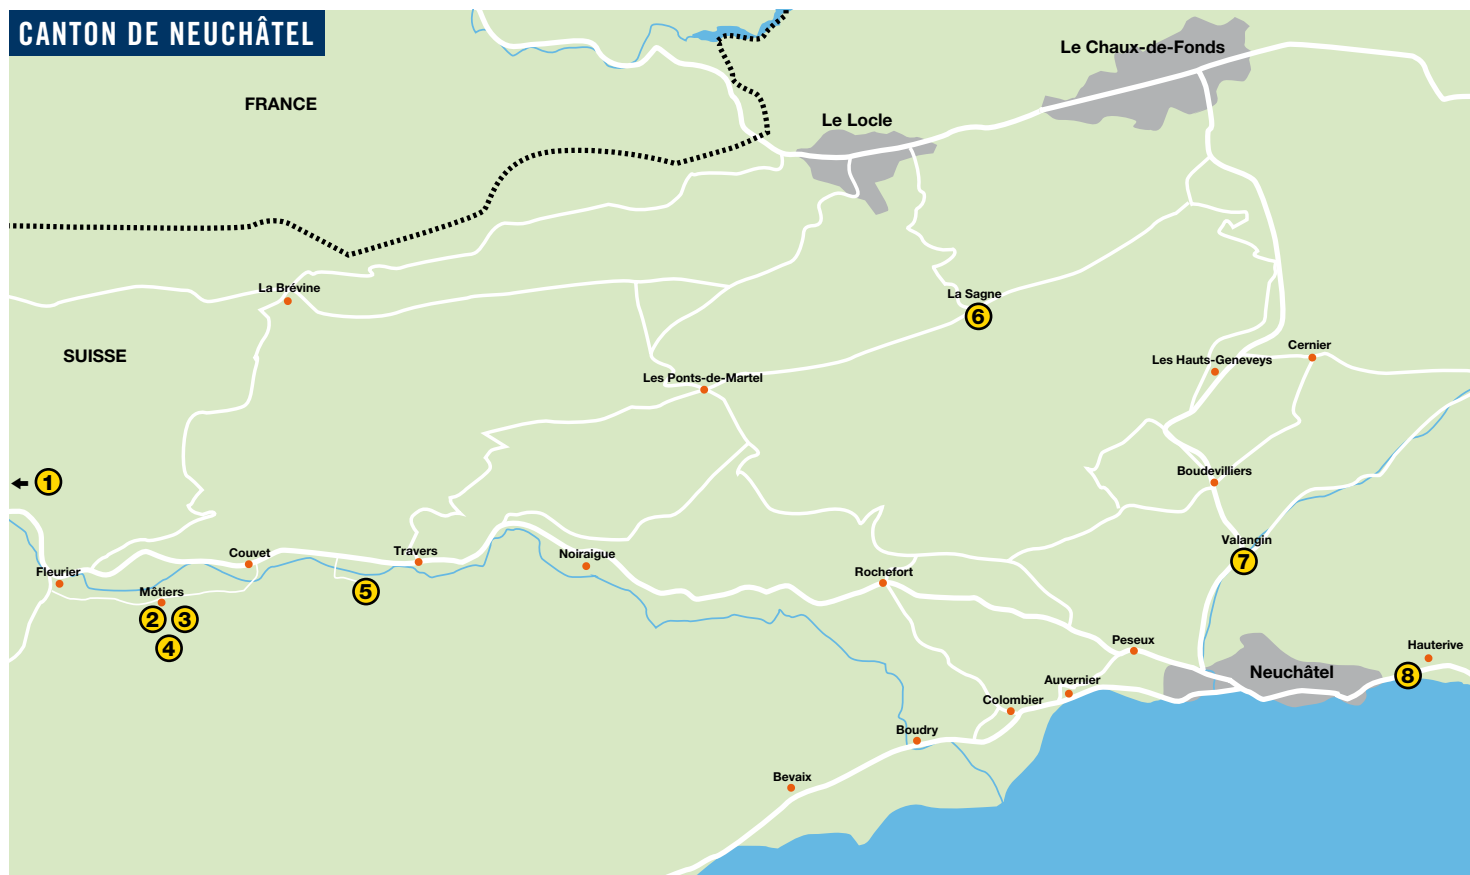 CANTON DE NEUCHÂTEL
Le Chaux-de-Fonds
FRANCE
Le Locle
La Brévine
La Sagne
6
SUISSE
Cernier
Les Hauts-Geneveys
Les Ponts-de-Martel
Boudevilliers
1
Valangin
7
Couvet
Travers
Noiraigue
Fleurier
Rochefort
Môtiers
5
2
3
4
Peseux
Hauterive
Neuchâtel
8
Auvernier
Colombier
Boudry
Bevaix